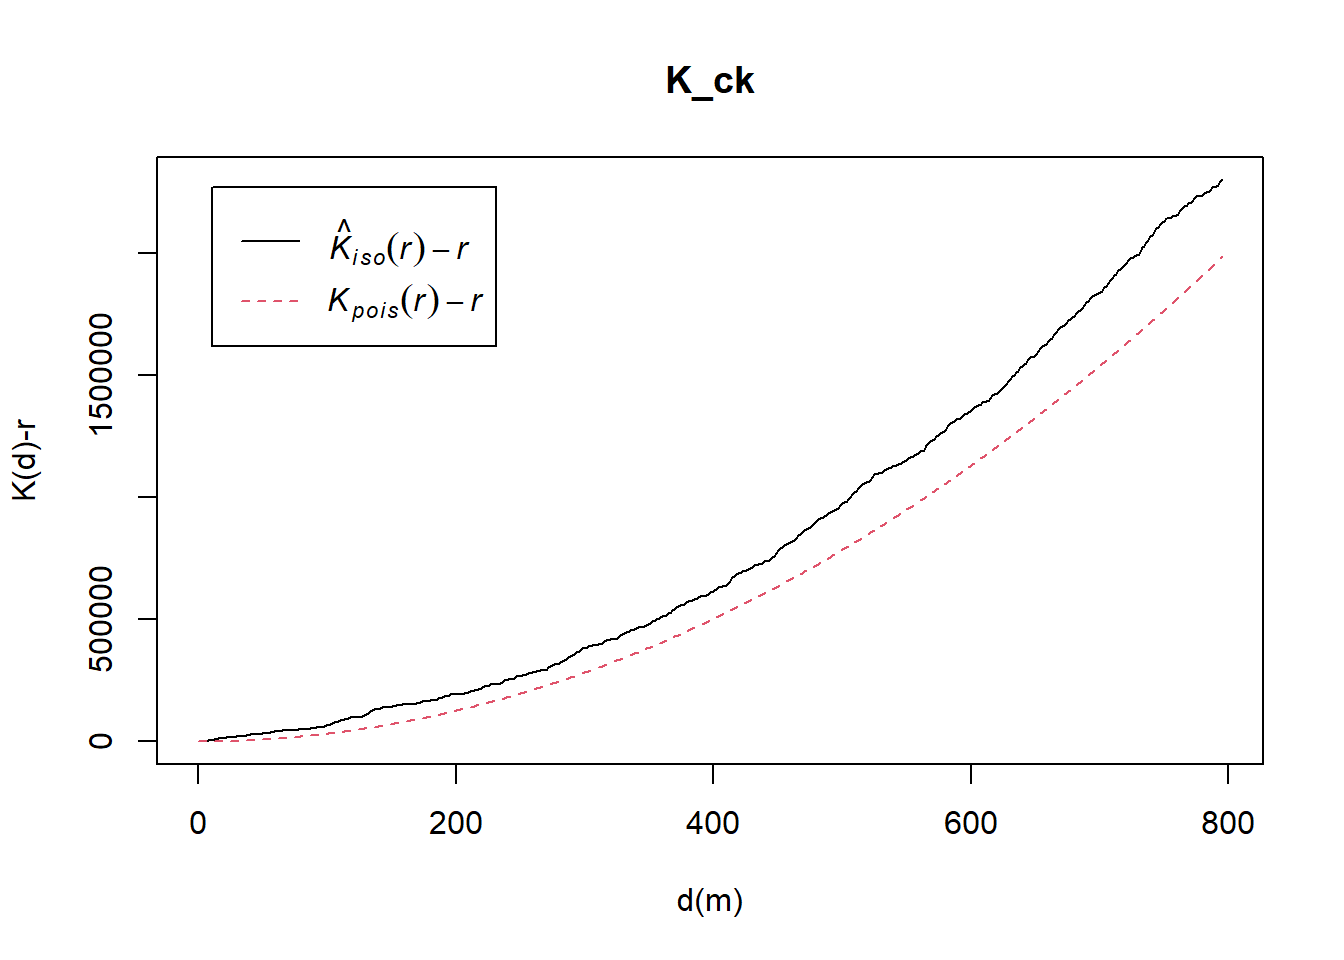 K_ck
K̂iso(r) − r
Kpois(r) − r
K(d)-r
0
500000
1500000
0 200 400 600 800
d(m)